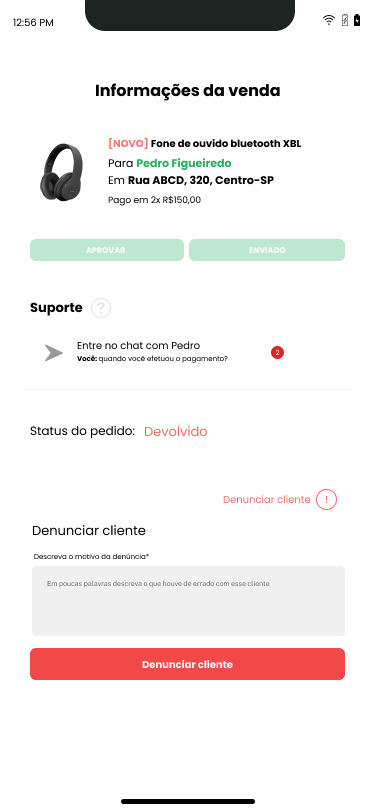 12:56 PM
Informações da venda
[NOVO] Fone de ouvido bluetooth XBL
Para Pedro Figueiredo
Em Rua ABCD, 320, Centro-SP
Pago em 2x R$150,00
APROVAR
ENVIADO
Suporte ?
Entre no chat com Pedro
Você: quando você efetuou o pagamento?
2
Status do pedido: Devolvido
Denunciar cliente !
Denunciar cliente
Descreva o motivo da denúncia*
Em poucas palavras descreva o que houve de errado com esse cliente
Denunciar cliente